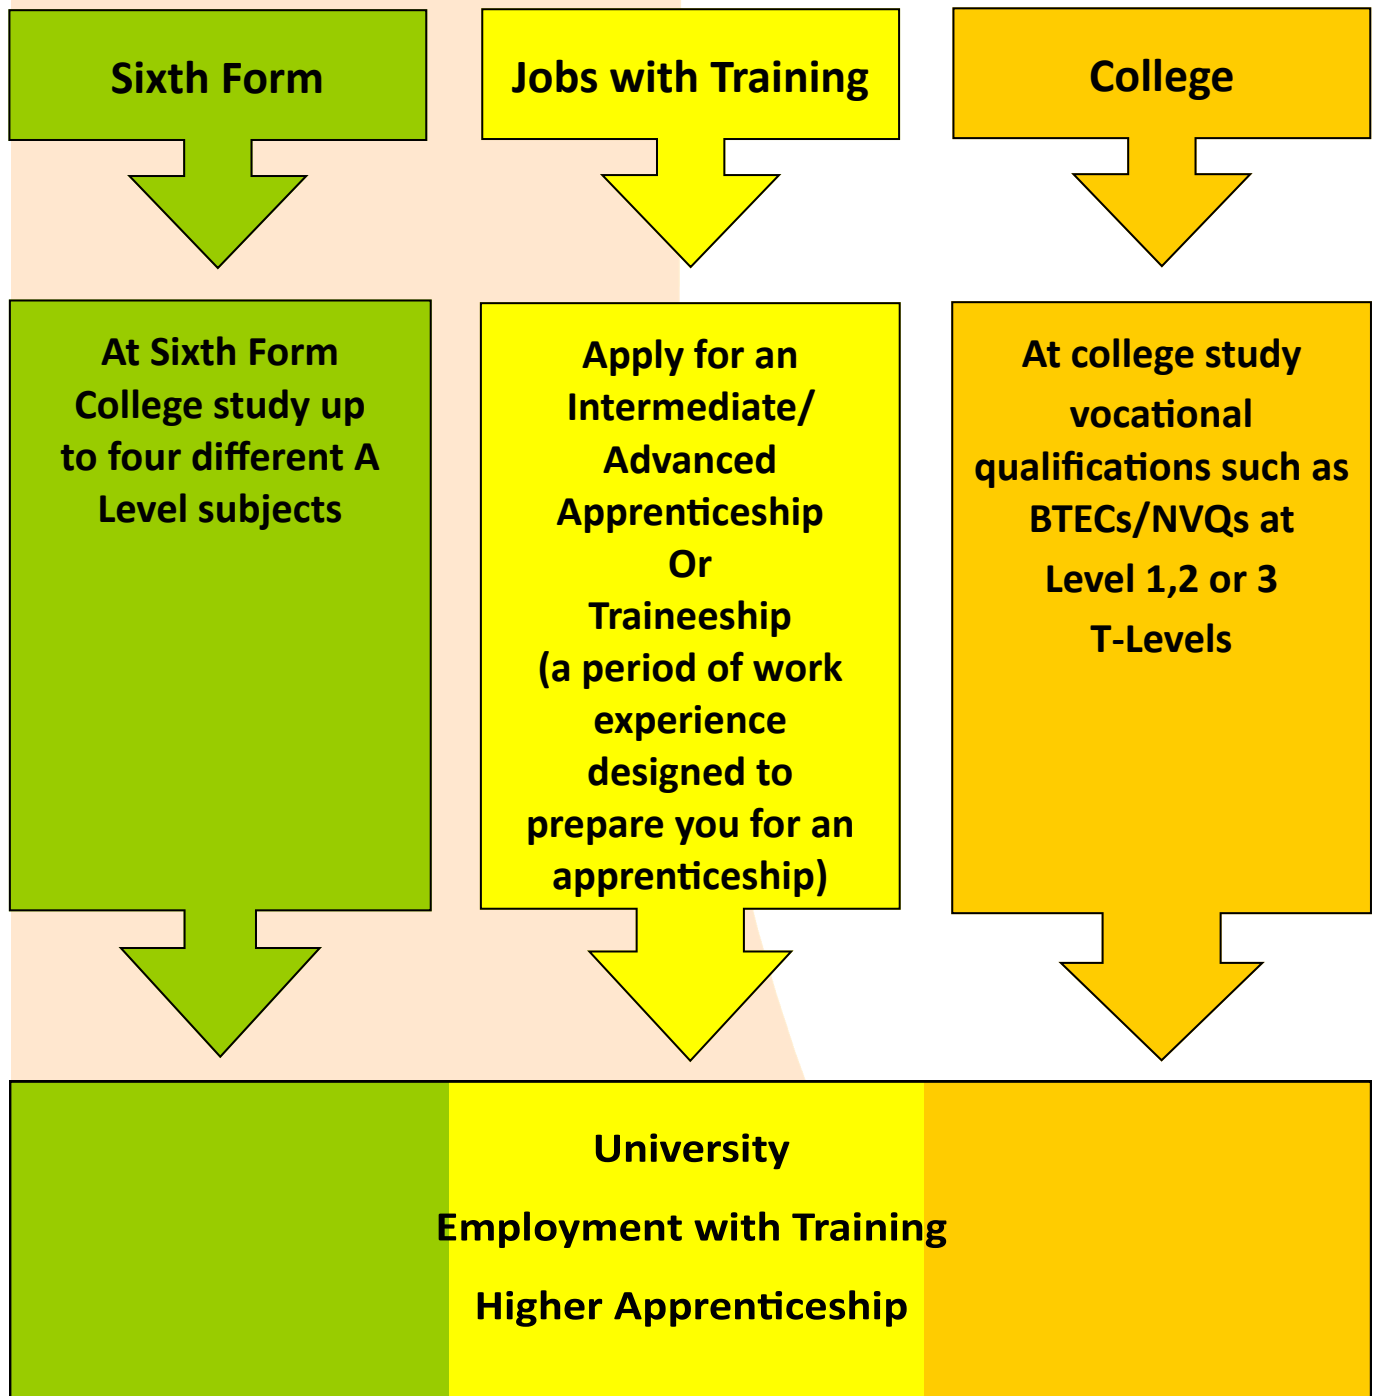 Sixth Form
Jobs with Training
College
At Sixth Form
College study up
to four different A
Level subjects
Apply for an
Intermediate/
Advanced
Apprenticeship
Or
Traineeship
(a period of work
experience
designed to
prepare you for an
apprenticeship)
At college study
vocational
qualifications such as
BTECs/NVQs at
Level 1,2 or 3
T-Levels
University
Employment with Training
Higher Apprenticeship